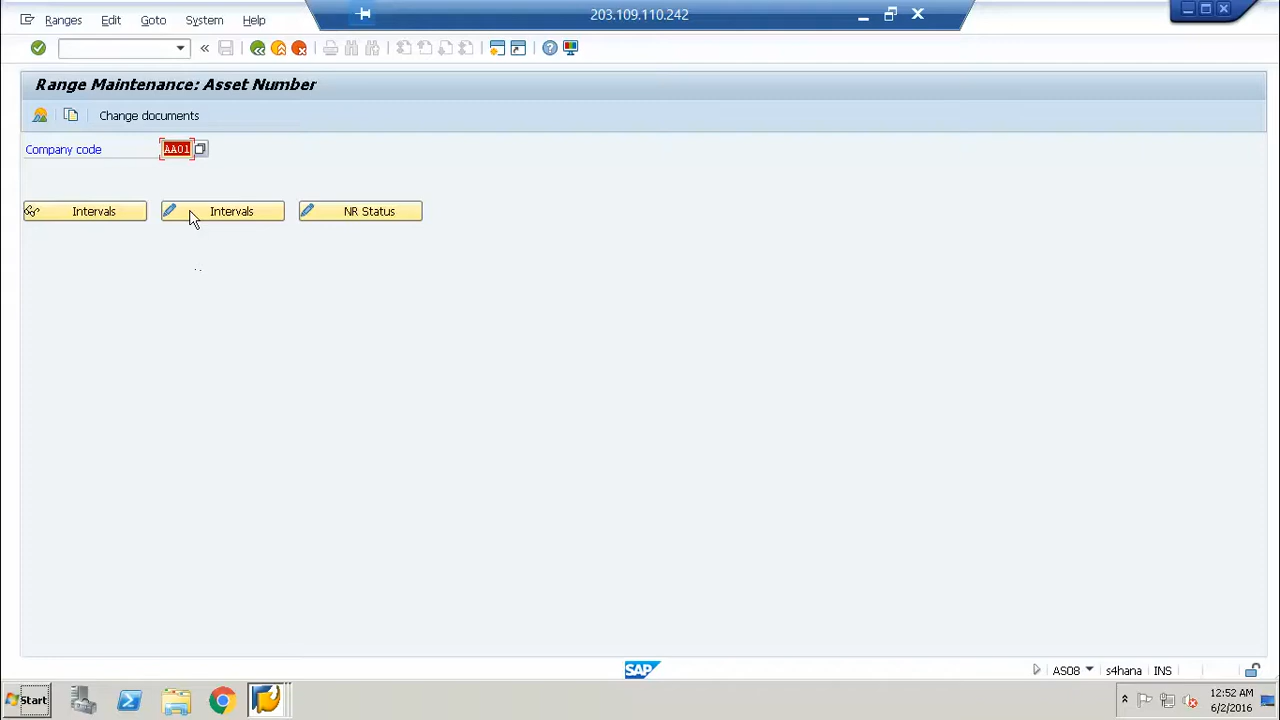 203.109.110.242
Ranges Edit Goto System Help
Range Maintenance: Asset Number
Change documents
Company code AA01
Intervals Intervals NR Status
SAP
AS08 s4hana INS
Start
12:52 AM
6/2/2016